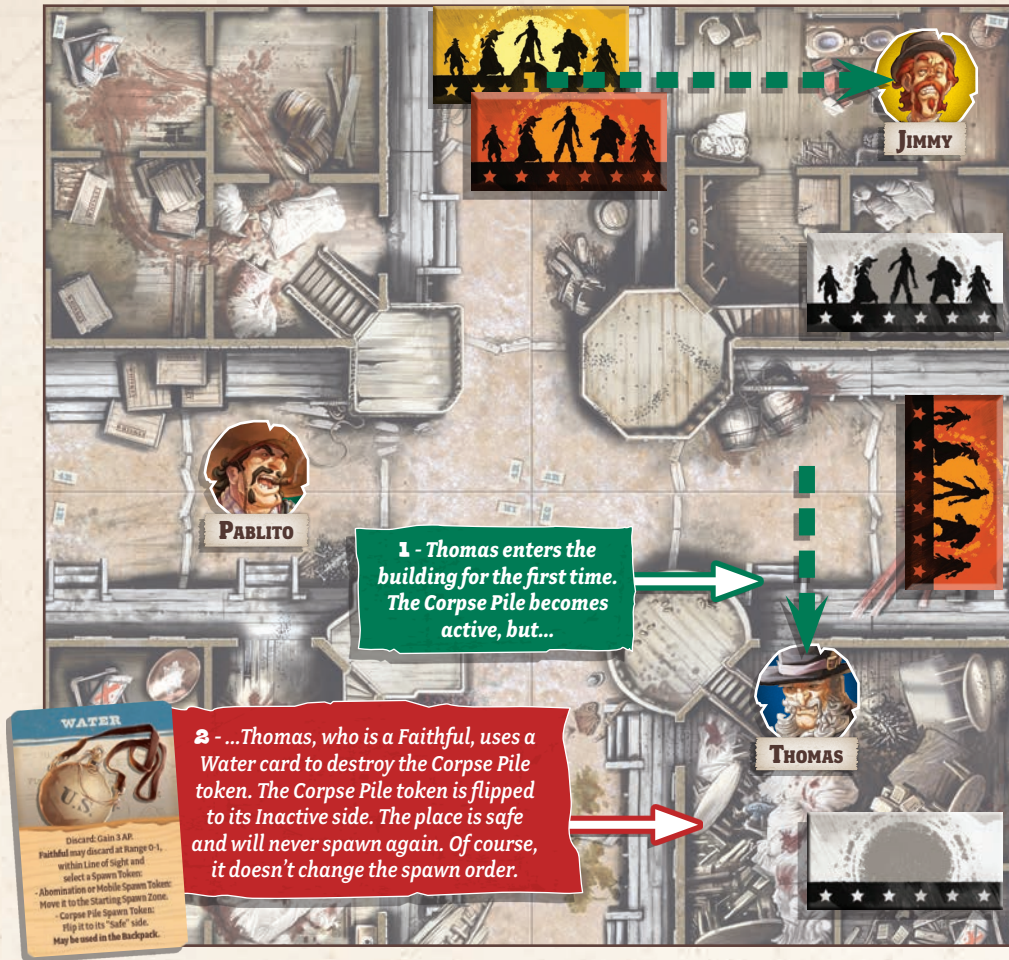 1
JIMMY
PABLITO
1 - Thomas enters the
building for the first time.
The Corpse Pile becomes
active, but...
THOMAS
WATER
U.S.
Discard: Gain 3 AP.
Faithful may discard at Range 0-1,
within Line of Sight and
select a Spawn Token:
- Abomination or Mobile Spawn Token:
Move it to the Starting Spawn Zone.
- Corpse Pile Spawn Token:
Flip it to its "Safe" side.
May be used in the Backpack.
2 - ...Thomas, who is a Faithful, uses a
Water card to destroy the Corpse Pile
token. The Corpse Pile token is flipped
to its Inactive side. The place is safe
and will never spawn again. Of course,
it doesn't change the spawn order.